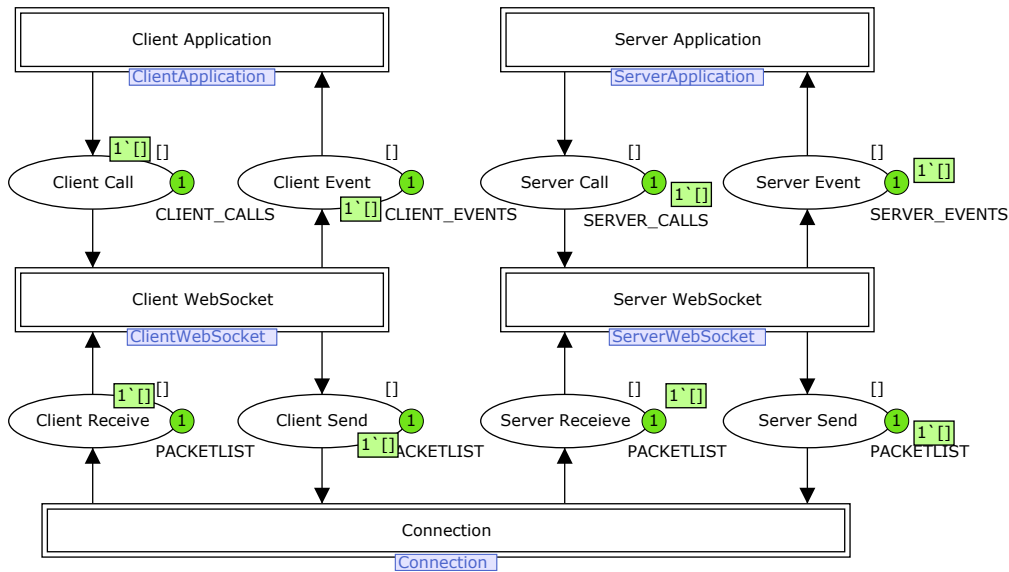 Client Application
Server Application
ClientApplication
ServerApplication
1`[] []
[]
[]
[]
Client Call 1
Client Event 1
Server Call 1
Server Event 1
1`[]
1`[]
1`[]
CLIENT_CALLS
CLIENT_EVENTS
SERVER_CALLS
SERVER_EVENTS
Client WebSocket
Server WebSocket
ClientWebSocket
ServerWebSocket
1`[] []
[]
[] 1`[]
[]
Client Receive 1
Client Send 1
Server Receieve 1
Server Send 1
1`[]
1`[]
PACKETLIST
ACKETLIST
PACKETLIST
PACKETLIST
Connection
Connection